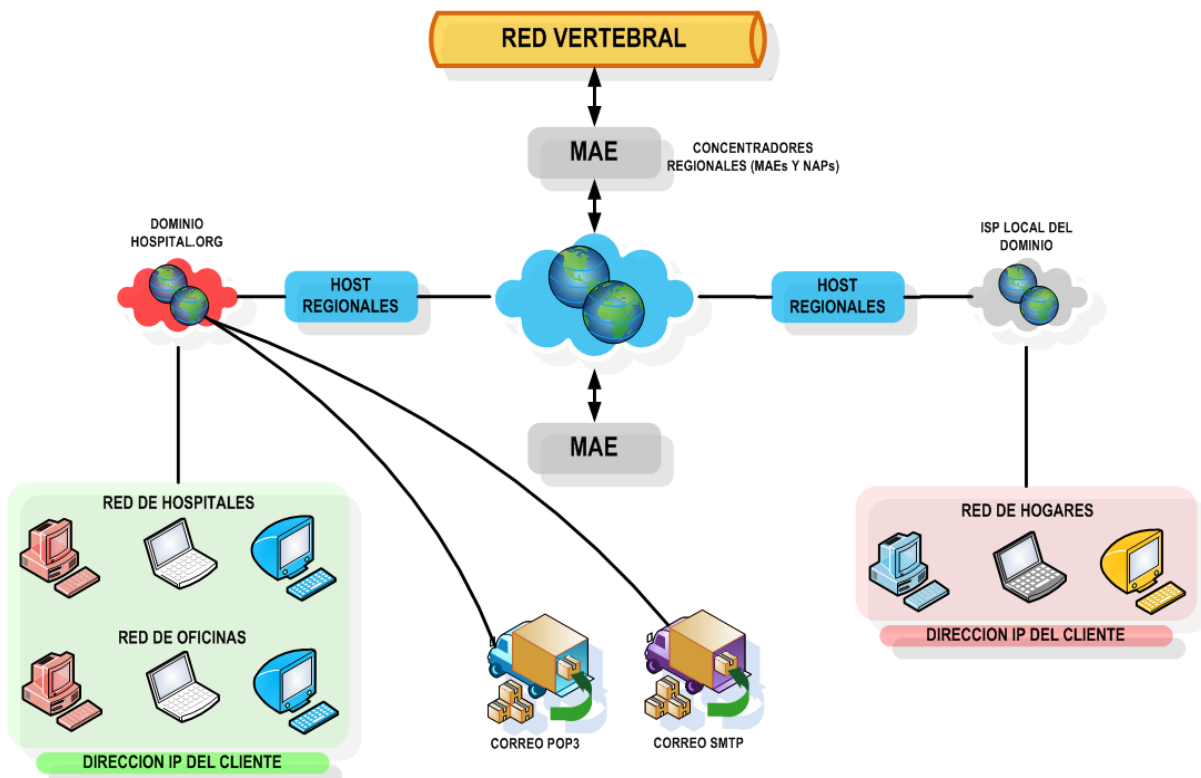 RED VERTEBRAL
MAE
CONCENTRADORES
REGIONALES (MAEs Y NAPs)
DOMINIO
HOSPITAL.ORG
HOST
REGIONALES
HOST
REGIONALES
ISP LOCAL DEL
DOMINIO
MAE
RED DE HOSPITALES
RED DE OFICINAS
DIRECCION IP DEL CLIENTE
CORREO POP3
CORREO SMTP
RED DE HOGARES
DIRECCION IP DEL CLIENTE